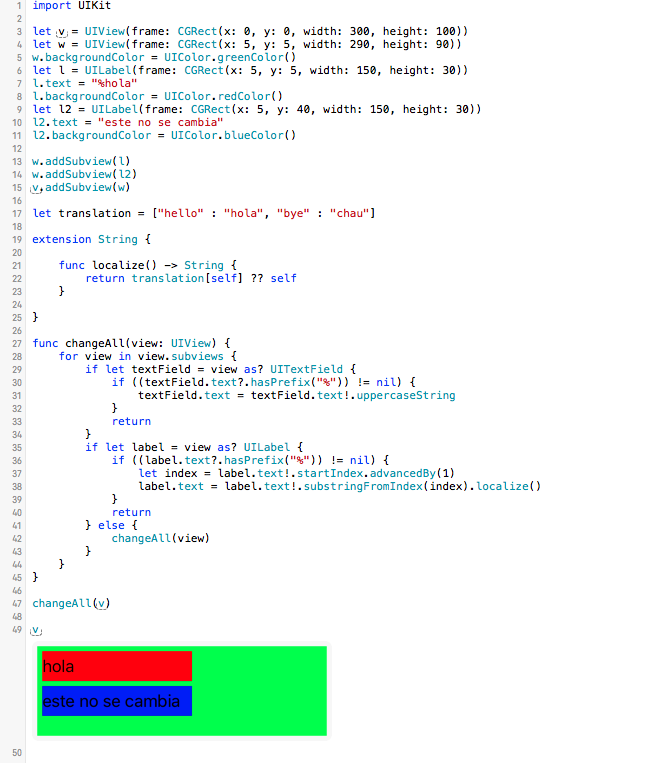 1 import UIKit
2
3 let v = UIView(frame: CGRect(x: 0, y: 0, width: 300, height: 100))
4 let w = UIView(frame: CGRect(x: 5, y: 5, width: 290, height: 90))
5 w.backgroundColor = UIColor.greenColor()
6 let l = UILabel(frame: CGRect(x: 5, y: 5, width: 150, height: 30))
7 l.text = "%hola"
8 l.backgroundColor = UIColor.redColor()
9 let l2 = UILabel(frame: CGRect(x: 5, y: 40, width: 150, height: 30))
10 l2.text = "este no se cambia"
11 l2.backgroundColor = UIColor.blueColor()
12
13 w.addSubview(l)
14 w.addSubview(l2)
15 v.addSubview(w)
16
17 let translation = ["hello" : "hola", "bye" : "chau"]
18
19 extension String {
20
21     func localize() -> String {
22         return translation[self] ?? self
23     }
24
25 }
26
27 func changeAll(view: UIView) {
28     for view in view.subviews {
29         if let textField = view as? UITextField {
30             if ((textField.text?.hasPrefix("%")) != nil) {
31                 textField.text = textField.text!.uppercaseString
32             }
33             return
34         }
35         if let label = view as? UILabel {
36             if ((label.text?.hasPrefix("%")) != nil) {
37                 let index = label.text!.startIndex.advancedBy(1)
38                 label.text = label.text!.substringFromIndex(index).localize()
39             }
40             return
41         } else {
42             changeAll(view)
43         }
44     }
45 }
46
47 changeAll(v)
48
49 v
hola
este no se cambia
50